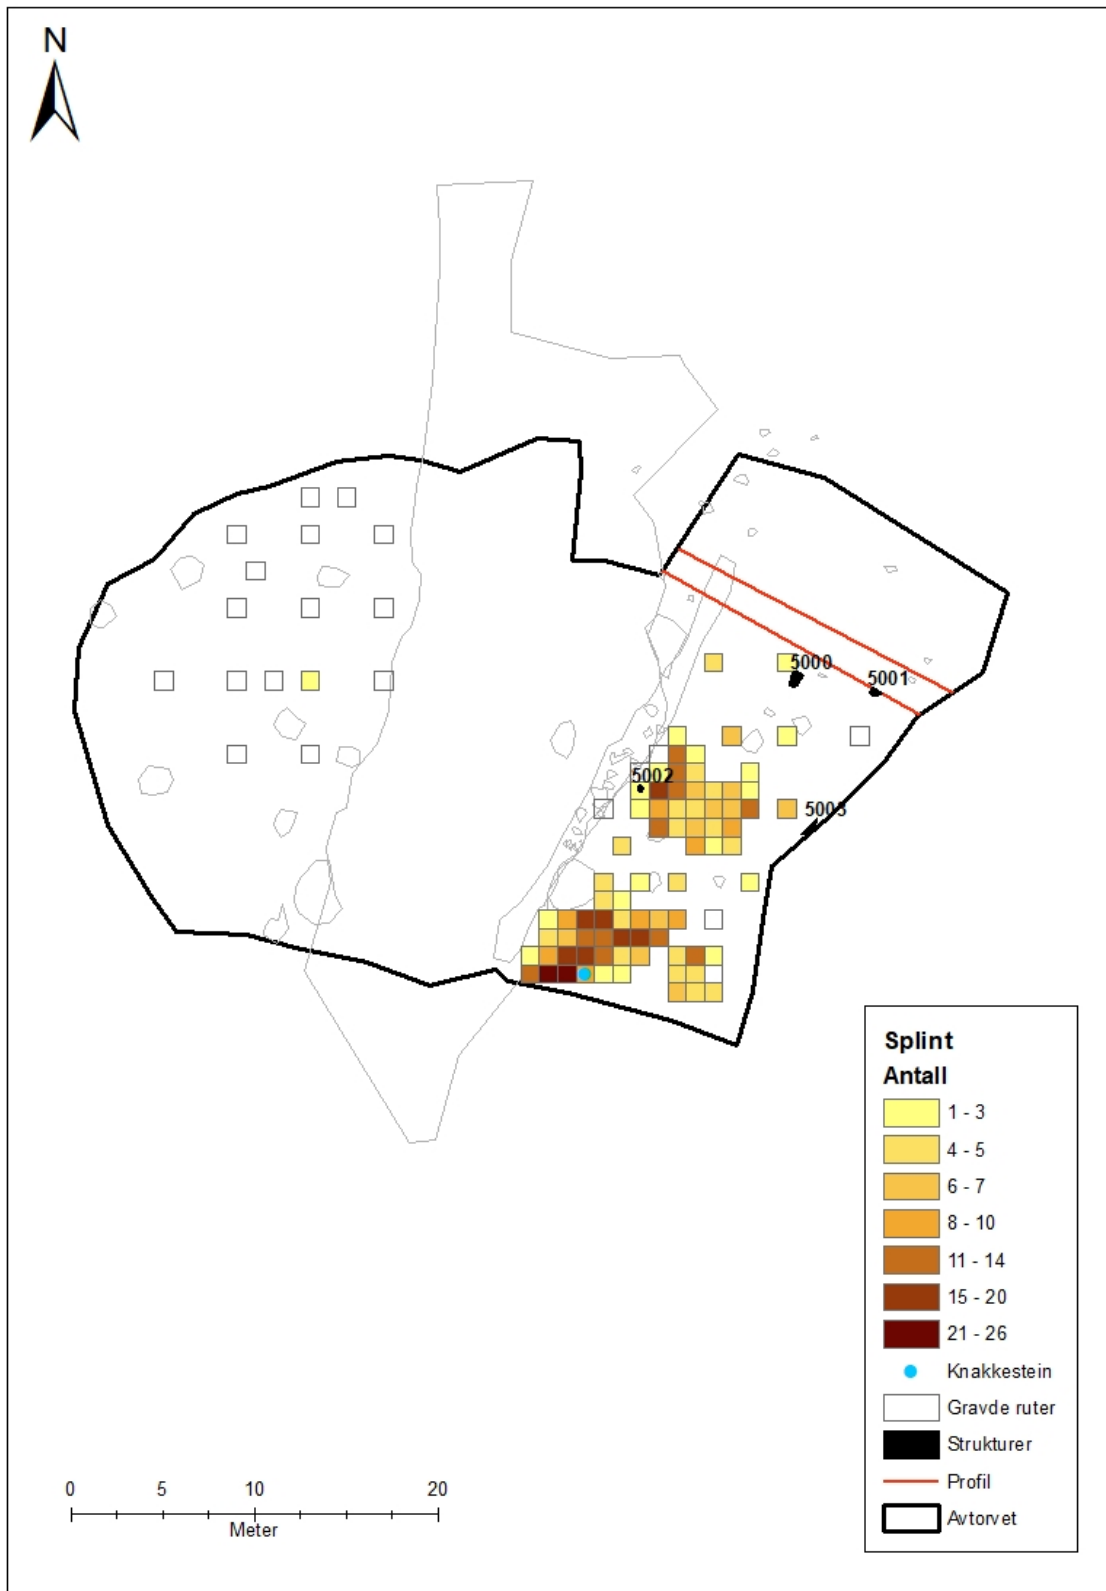 N
5000
5001
5002
5003
Splint
Antall
1 - 3
4 - 5
6 - 7
8 - 10
11 - 14
15 - 20
21 - 26
Knakkestein
Gravde ruter
Strukturer
Profil
Avtorvet
0 5 10 20
Meter